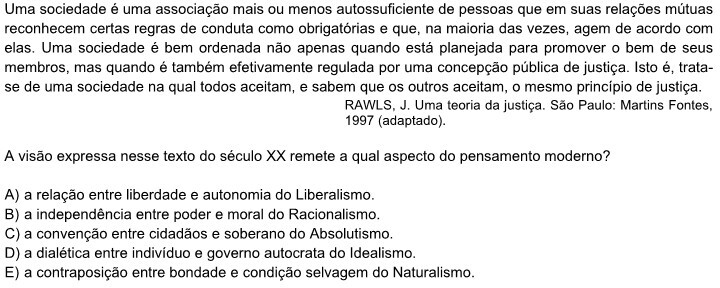 Uma sociedade é uma associação mais ou menos autossuficiente de pessoas que em suas relações mútuas
reconhecem certas regras de conduta como obrigatórias e que, na maioria das vezes, agem de acordo com
elas. Uma sociedade é bem ordenada não apenas quando está planejada para promover o bem de seus
membros, mas quando é também efetivamente regulada por uma concepção pública de justiça. Isto é, trata-
se de uma sociedade na qual todos aceitam, e sabem que os outros aceitam, o mesmo princípio de justiça.
RAWLS, J. Uma teoria da justiça. São Paulo: Martins Fontes,
1997 (adaptado).
A visão expressa nesse texto do século XX remete a qual aspecto do pensamento moderno?
A) a relação entre liberdade e autonomia do Liberalismo.
B) a independência entre poder e moral do Racionalismo.
C) a convenção entre cidadãos e soberano do Absolutismo.
D) a dialética entre indivíduo e governo autocrata do Idealismo.
E) a contraposição entre bondade e condição selvagem do Naturalismo.